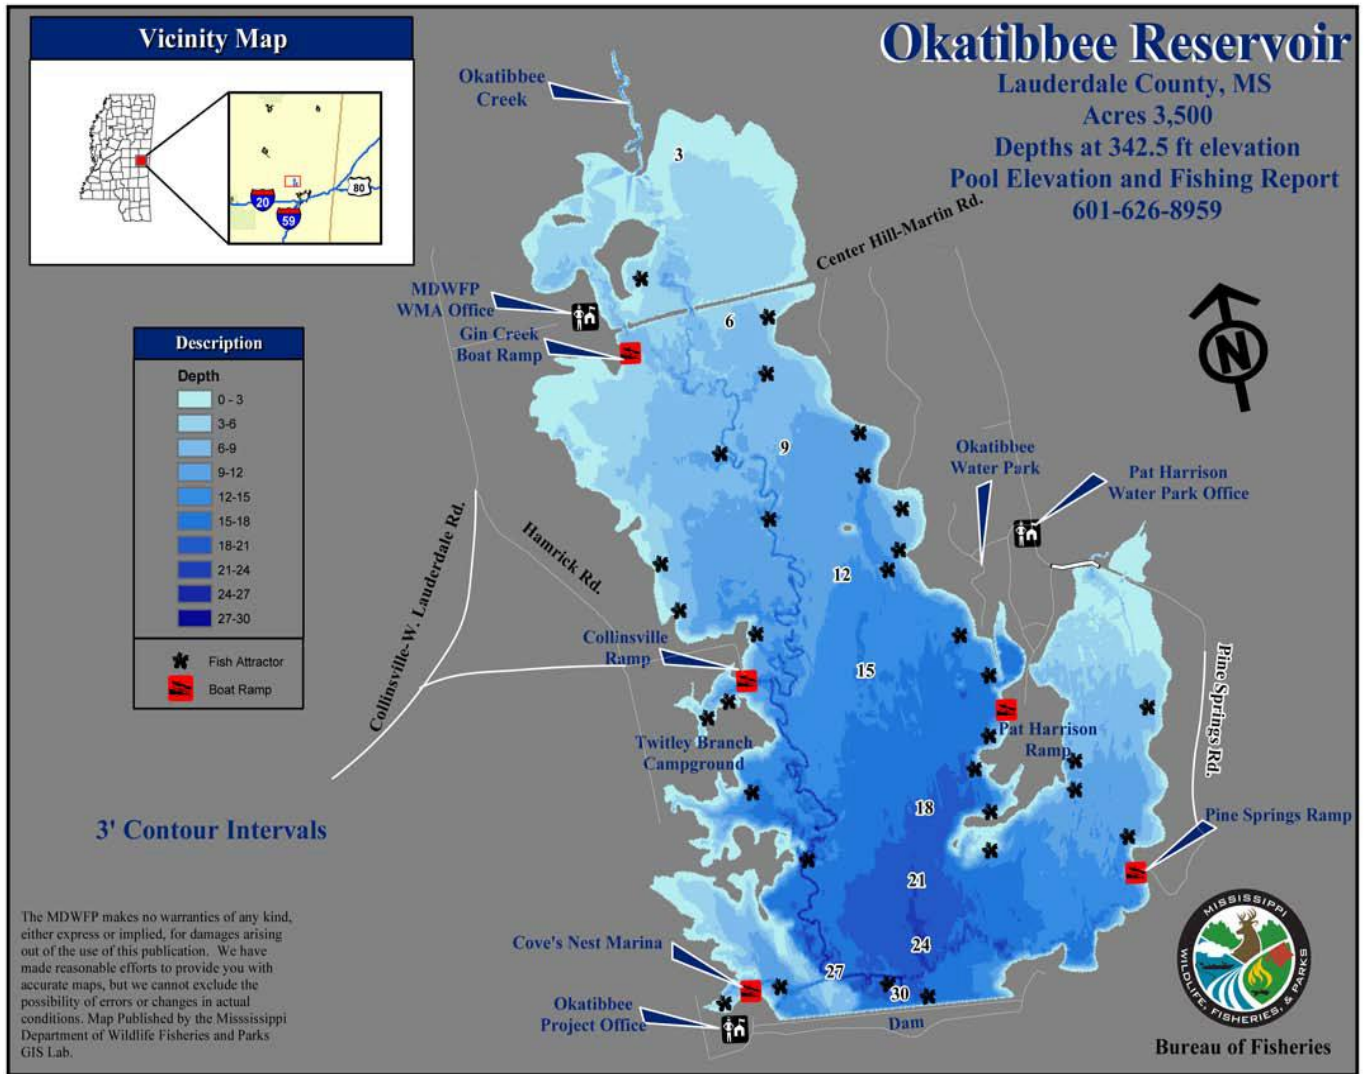 Vicinity Map
20
59
80
Okatibbee Reservoir
Lauderdale County, MS
Acres 3,500
Depths at 342.5 ft elevation
Pool Elevation and Fishing Report
601-626-8959
Okatibbee
Creek
3
Center Hill-Martin Rd.
MDWFP
WMA Office
Gin Creek
Boat Ramp
6
N
Description
Depth
0 - 3
3-6
6-9
9-12
12-15
15-18
18-21
21-24
24-27
27-30
Fish Attractor
Boat Ramp
9
Okatibbee
Water Park
Pat Harrison
Water Park Office
Collinsville-W. Lauderdale Rd.
Hamrick Rd.
12
Collinsville
Ramp
15
Pine Springs Rd.
Twitley Branch
Campground
Pat Harrison
Ramp
18
Pine Springs Ramp
3' Contour Intervals
21
24
Cove's Nest Marina
27
30
Okatibbee
Project Office
Dam
The MDWFP makes no warranties of any kind,
either express or implied, for damages arising
out of the use of this publication. We have
made reasonable efforts to provide you with
accurate maps, but we cannot exclude the
possibility of errors or changes in actual
conditions. Map Published by the Misssissippi
Department of Wildlife Fisheries and Parks
GIS Lab.
MISSISSIPPI
WILDLIFE, FISHERIES, & PARKS
Bureau of Fisheries